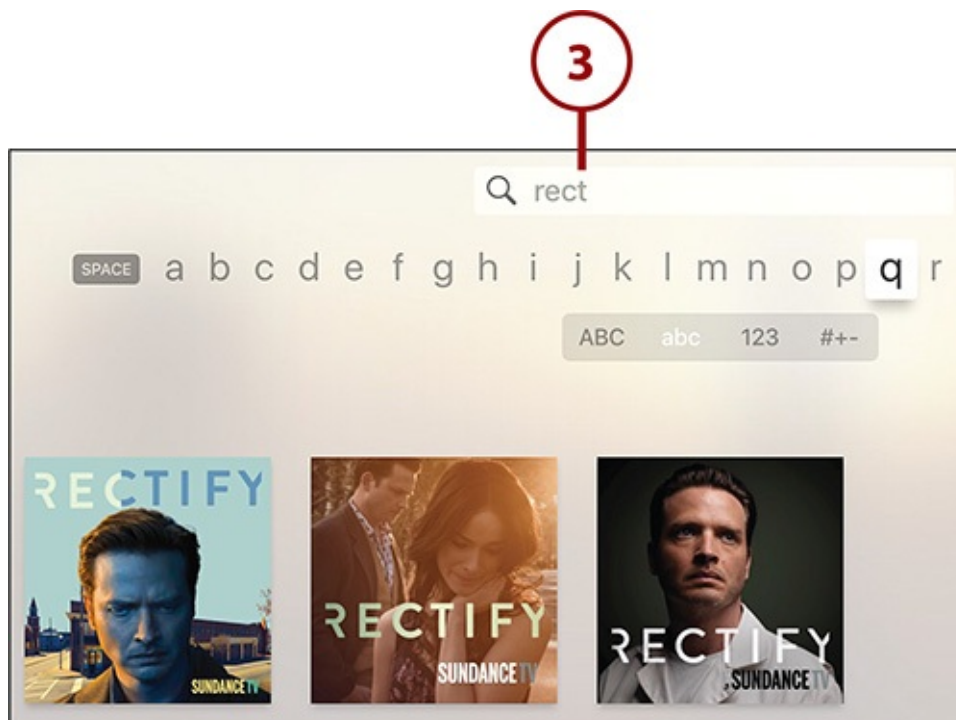 3
rect
SPACE a b c d e f g h i j k l m n o p q r
ABC abc 123 #+-
RECTIFY
SUNDANCE TV
RECTIFY
SUNDANCE TV
RECTIFY
SUNDANCE TV